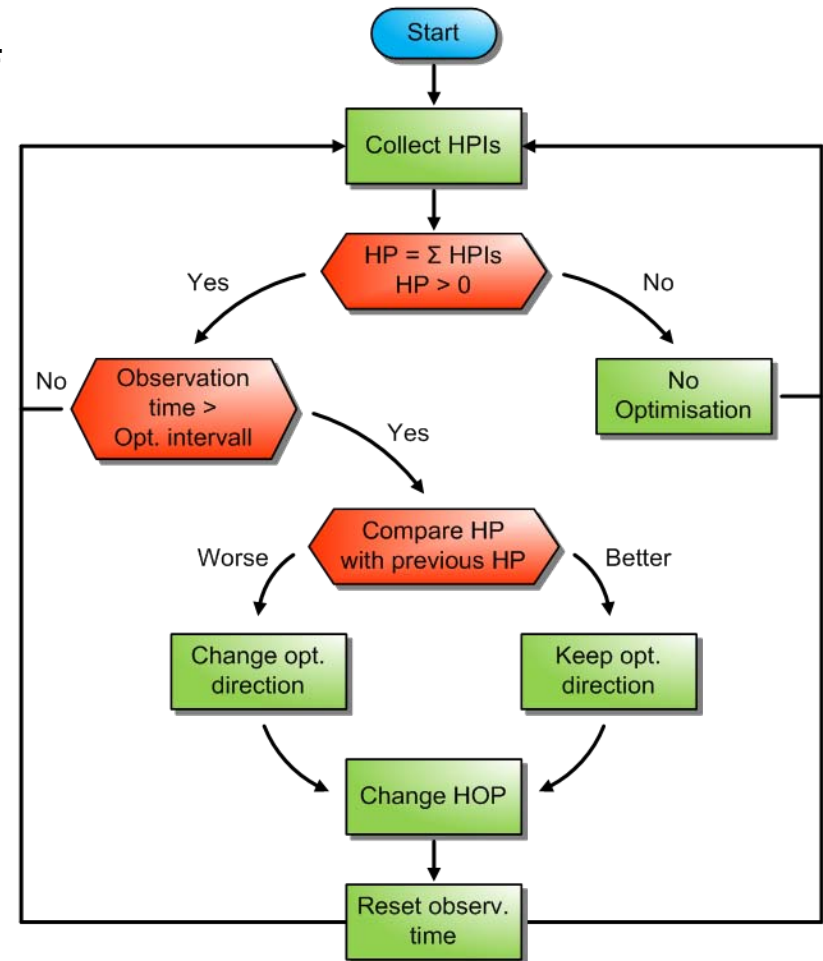 Start
Collect HPIs
HP = Σ HPIs
HP > 0
Yes
No
No
Observation
time >
Opt. intervall
No
Optimisation
Yes
Compare HP
with previous HP
Worse
Better
Change opt.
direction
Keep opt.
direction
Change HOP
Reset observ.
time